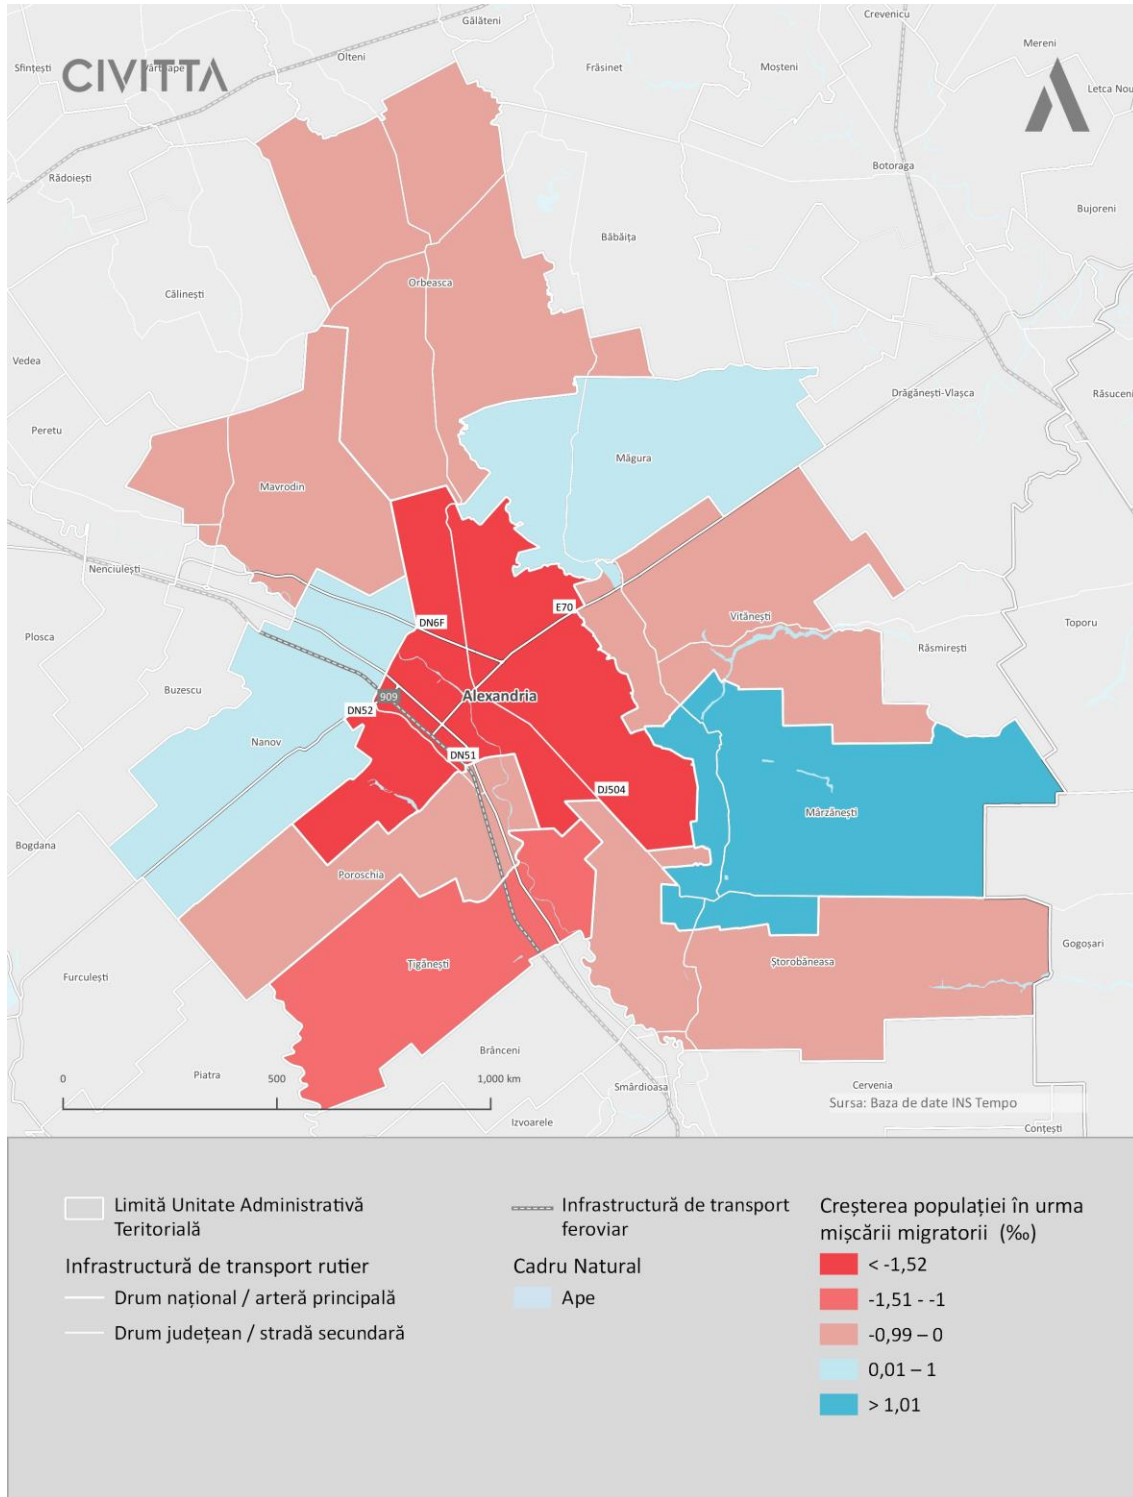 Gălăteni
Crevenicu
Mereni
Olteni
Sfințești
CIVITTA
Frăsinet
Moșteni
Letca Nou
Rădoiești
Botoraga
Bujoreni
Băbăița
Orbeasca
Călinești
Vedea
Drăgănești-Vlașca
Răsuceni
Peretu
Măgura
Mavrodin
Nenciulești
E70
DN6F
Vitănești
Toporu
Plosca
Răsmirești
Buzescu
909
Alexandria
DN52
Nanov
DN51
DJ504
Mârzănești
Bogdana
Poroschia
Gogoșari
Țigănești
Ștorobăneasa
Furculești
Brânceni
Piatra
Smârdioasa
Cervenia
0 500 1,000 km
Sursa: Baza de date INS Tempo
Izvoarele
Conțești
Limită Unitate Administrativă
Teritorială
Infrastructură de transport rutier
Drum național / arteră principală
Drum județean / stradă secundară
Infrastructură de transport
feroviar
Cadru Natural
Ape
Creșterea populației în urma
mișcării migratorii (‰)
< -1,52
-1,51 - -1
-0,99 – 0
0,01 – 1
> 1,01